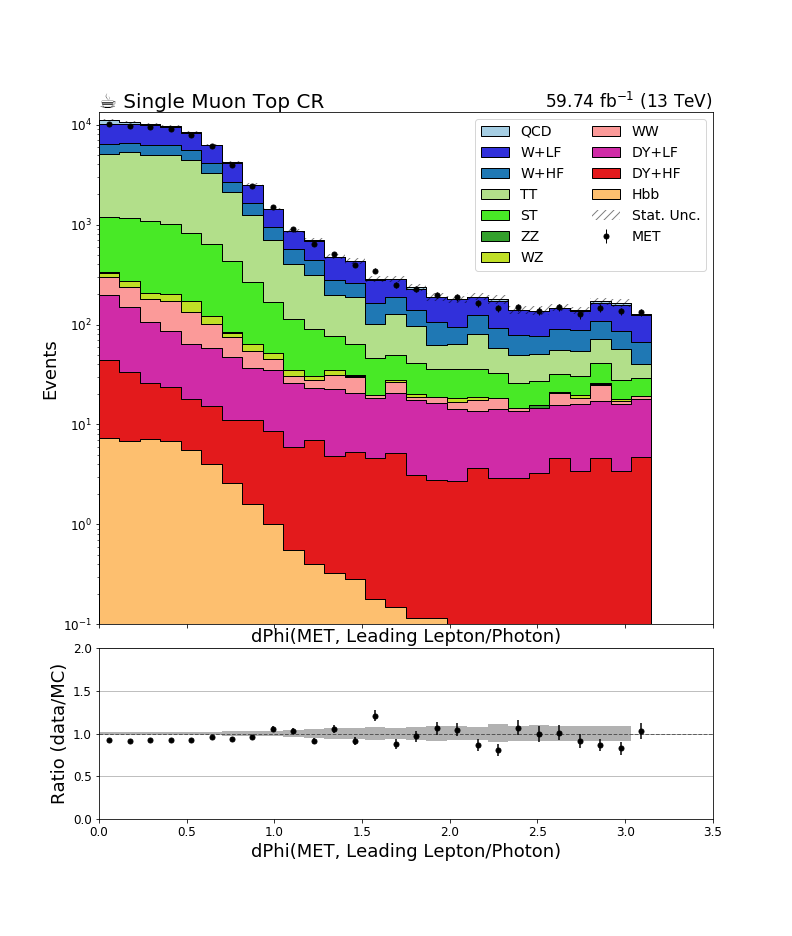 ☕ Single Muon Top CR
59.74 fb⁻¹ (13 TeV)
QCD
W+LF
W+HF
TT
ST
ZZ
WZ
WW
DY+LF
DY+HF
Hbb
Stat. Unc.
MET
Events
10⁴
10³
10²
10¹
10⁰
10⁻¹
dPhi(MET, Leading Lepton/Photon)
Ratio (data/MC)
2.0
1.5
1.0
0.5
0.0
0.0 0.5 1.0 1.5 2.0 2.5 3.0 3.5
dPhi(MET, Leading Lepton/Photon)